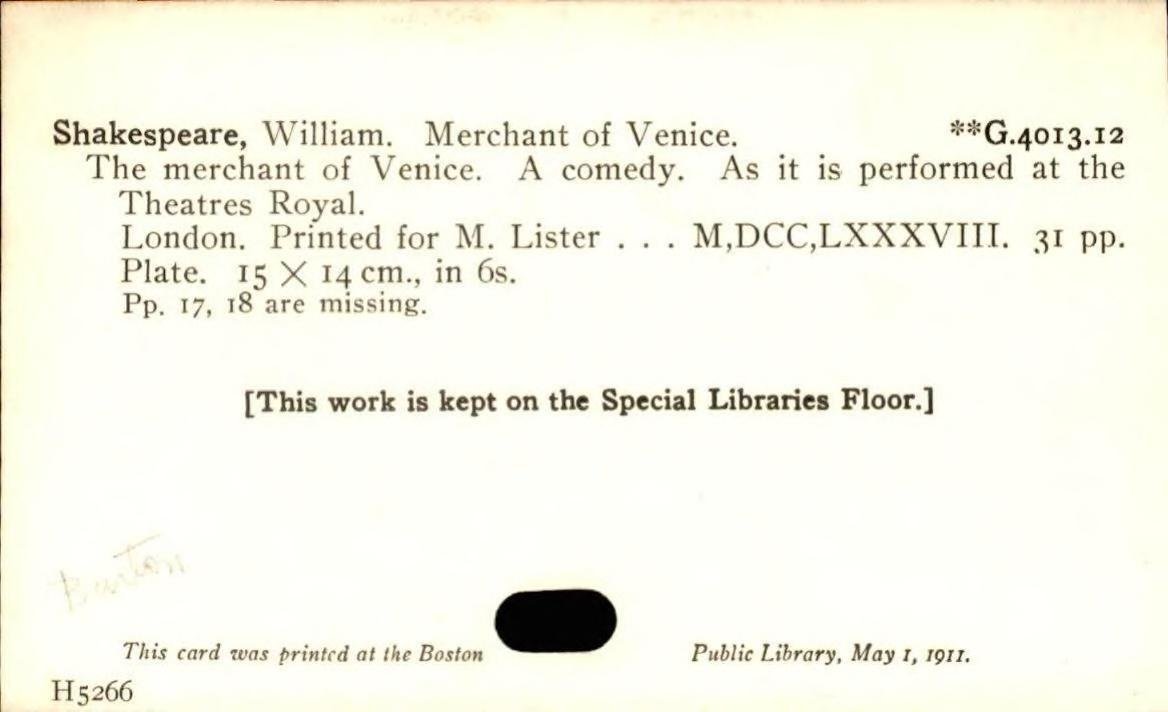 Shakespeare, William. Merchant of Venice. **G.4013.12
The merchant of Venice. A comedy. As it is performed at the
Theatres Royal.
London. Printed for M. Lister . . . M,DCC,LXXXVIII. 31 pp.
Plate. 15 X 14 cm., in 6s.
Pp. 17, 18 are missing.
[This work is kept on the Special Libraries Floor.]
Barton
This card was printed at the Boston Public Library, May 1, 1911.
H5266